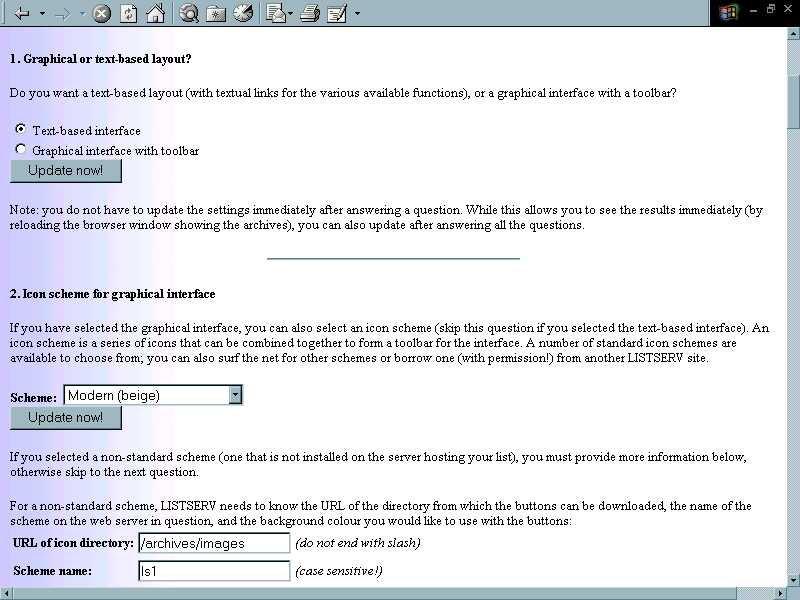 1. Graphical or text-based layout?
Do you want a text-based layout (with textual links for the various available functions), or a graphical interface with a toolbar?
Text-based interface
Graphical interface with toolbar
Update now!
Note: you do not have to update the settings immediately after answering a question. While this allows you to see the results immediately (by
reloading the browser window showing the archives), you can also update after answering all the questions.
2. Icon scheme for graphical interface
If you have selected the graphical interface, you can also select an icon scheme (skip this question if you selected the text-based interface). An
icon scheme is a series of icons that can be combined together to form a toolbar for the interface. A number of standard icon schemes are
available to choose from; you can also surf the net for other schemes or borrow one (with permission!) from another LISTSERV site.
Scheme: Modern (beige)
Update now!
If you selected a non-standard scheme (one that is not installed on the server hosting your list), you must provide more information below,
otherwise skip to the next question.
For a non-standard scheme, LISTSERV needs to know the URL of the directory from which the buttons can be downloaded, the name of the
scheme on the web server in question, and the background colour you would like to use with the buttons:
URL of icon directory: /archives/images (do not end with slash)
Scheme name: ls1 (case sensitive!)